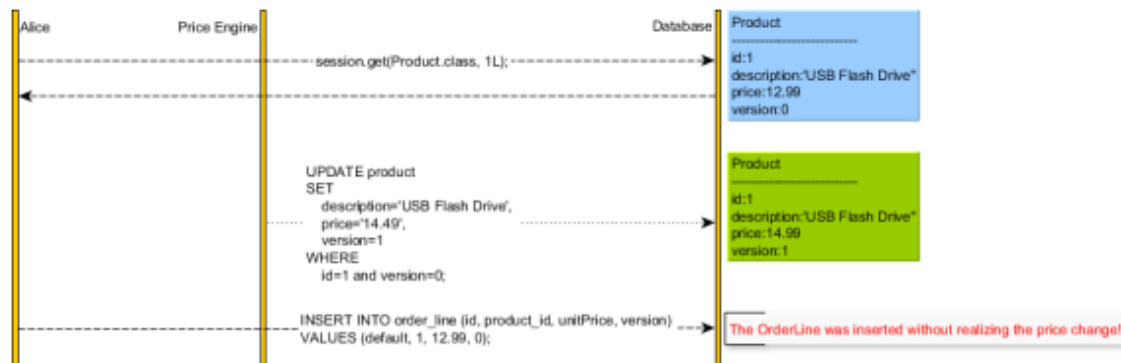 Alice
Price Engine
Database
Product
------------------------------
id:1
description:'USB Flash Drive"
price:12.99
version:0
session.get(Product.class, 1L);
UPDATE product
SET
description='USB Flash Drive',
price='14.49',
version=1
WHERE
id=1 and version=0;
Product
------------------------------
id:1
description:'USB Flash Drive"
price:14.99
version:1
INSERT INTO order_line (id, product_id, unitPrice, version)
VALUES (default, 1, 12.99, 0);
The OrderLine was inserted without realizing the price change!